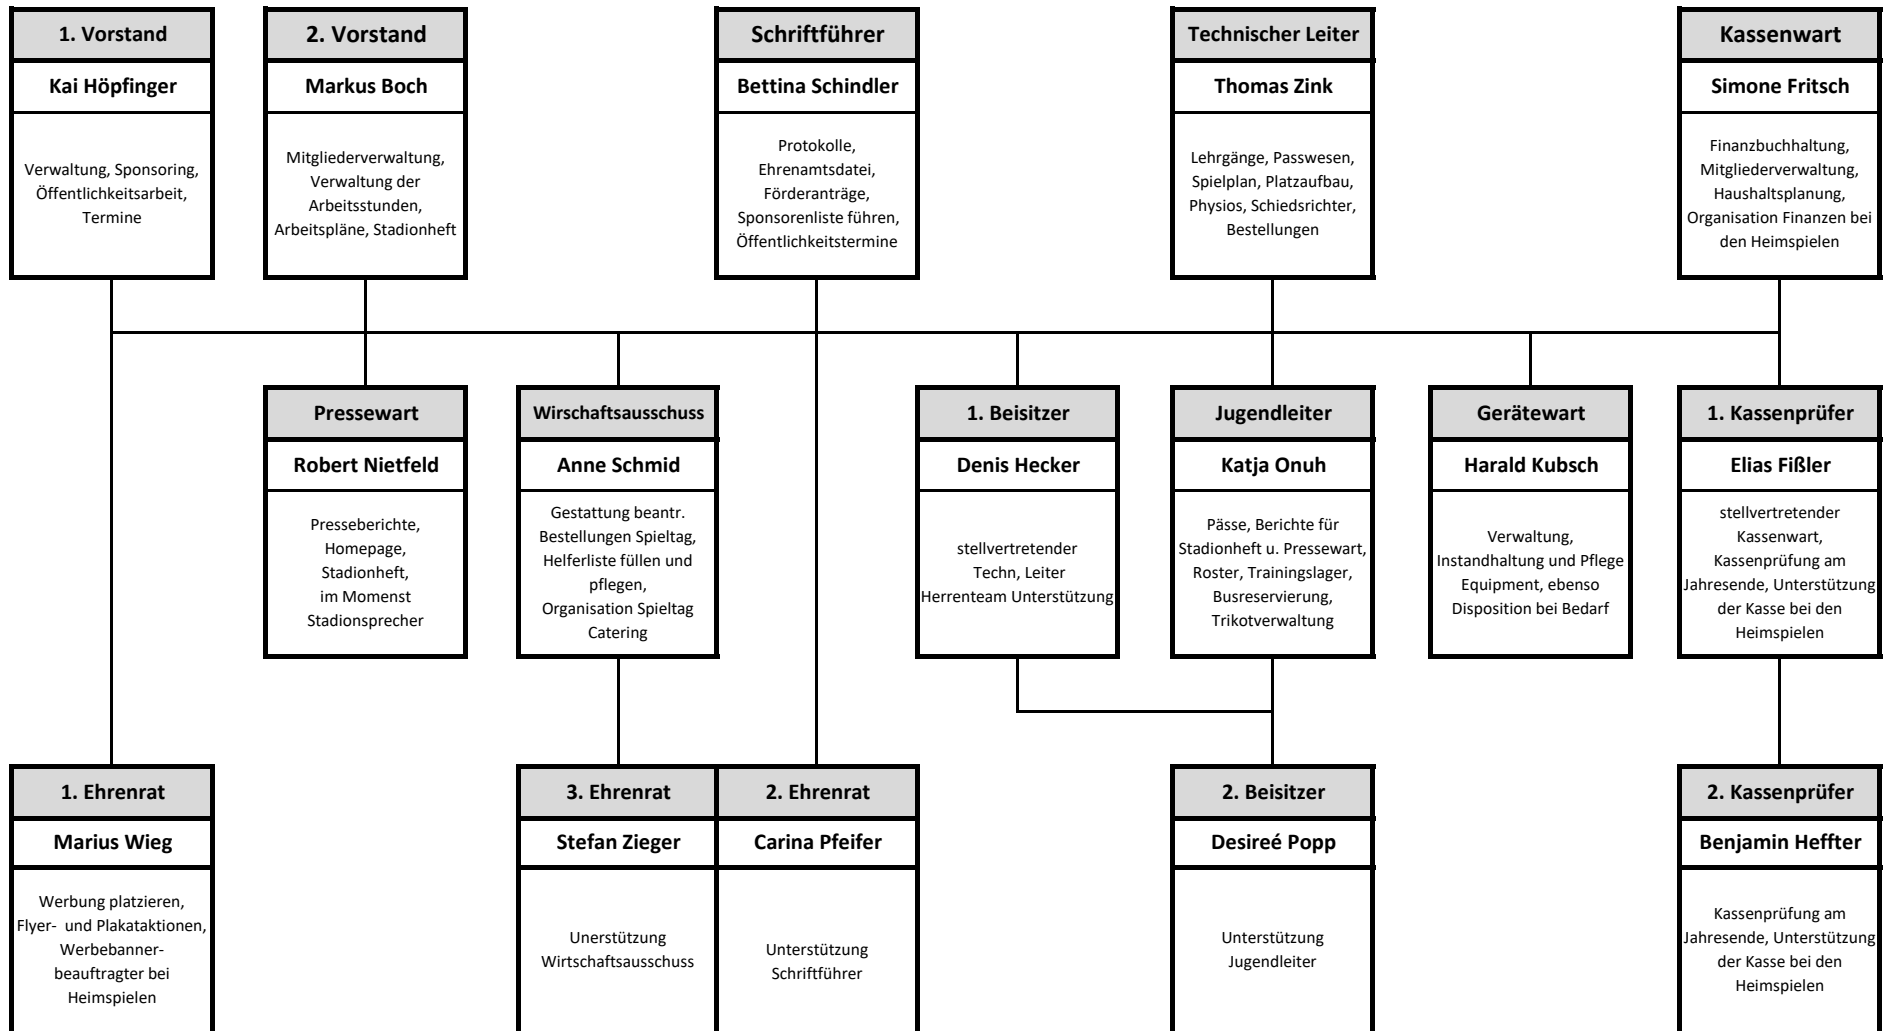 1. Vorstand
Kai Höpfinger
Verwaltung, Sponsoring,
Öffentlichkeitsarbeit,
Termine
2. Vorstand
Markus Boch
Mitgliederverwaltung,
Verwaltung der
Arbeitsstunden,
Arbeitspläne, Stadionheft
Schriftführer
Bettina Schindler
Protokolle,
Ehrenamtsdatei,
Förderanträge,
Sponsorenliste führen,
Öffentlichkeitstermine
Technischer Leiter
Thomas Zink
Lehrgänge, Passwesen,
Spielplan, Platzaufbau,
Physios, Schiedsrichter,
Bestellungen
Kassenwart
Simone Fritsch
Finanzbuchhaltung,
Mitgliederverwaltung,
Haushaltsplanung,
Organisation Finanzen bei
den Heimspielen
Pressewart
Robert Nietfeld
Presseberichte,
Homepage,
Stadionheft,
im Momenst
Stadionsprecher
Wirschaftsausschuss
Anne Schmid
Gestattung beantr.
Bestellungen Spieltag,
Helferliste füllen und
pflegen,
Organisation Spieltag
Catering
1. Beisitzer
Denis Hecker
stellvertretender
Techn, Leiter
Herrenteam Unterstützung
Jugendleiter
Katja Onuh
Pässe, Berichte für
Stadionheft u. Pressewart,
Roster, Trainingslager,
Busreservierung,
Trikotverwaltung
Gerätewart
Harald Kubsch
Verwaltung,
Instandhaltung und Pflege
Equipment, ebenso
Disposition bei Bedarf
1. Kassenprüfer
Elias Fißler
stellvertretender
Kassenwart,
Kassenprüfung am
Jahresende, Unterstützung
der Kasse bei den
Heimspielen
1. Ehrenrat
Marius Wieg
Werbung platzieren,
Flyer- und Plakataktionen,
Werbebanner-
beauftragter bei
Heimspielen
3. Ehrenrat
Stefan Zieger
Unerstützung
Wirtschaftsausschuss
2. Ehrenrat
Carina Pfeifer
Unterstützung
Schriftführer
2. Beisitzer
Desireé Popp
Unterstützung
Jugendleiter
2. Kassenprüfer
Benjamin Heffter
Kassenprüfung am
Jahresende, Unterstützung
der Kasse bei den
Heimspielen